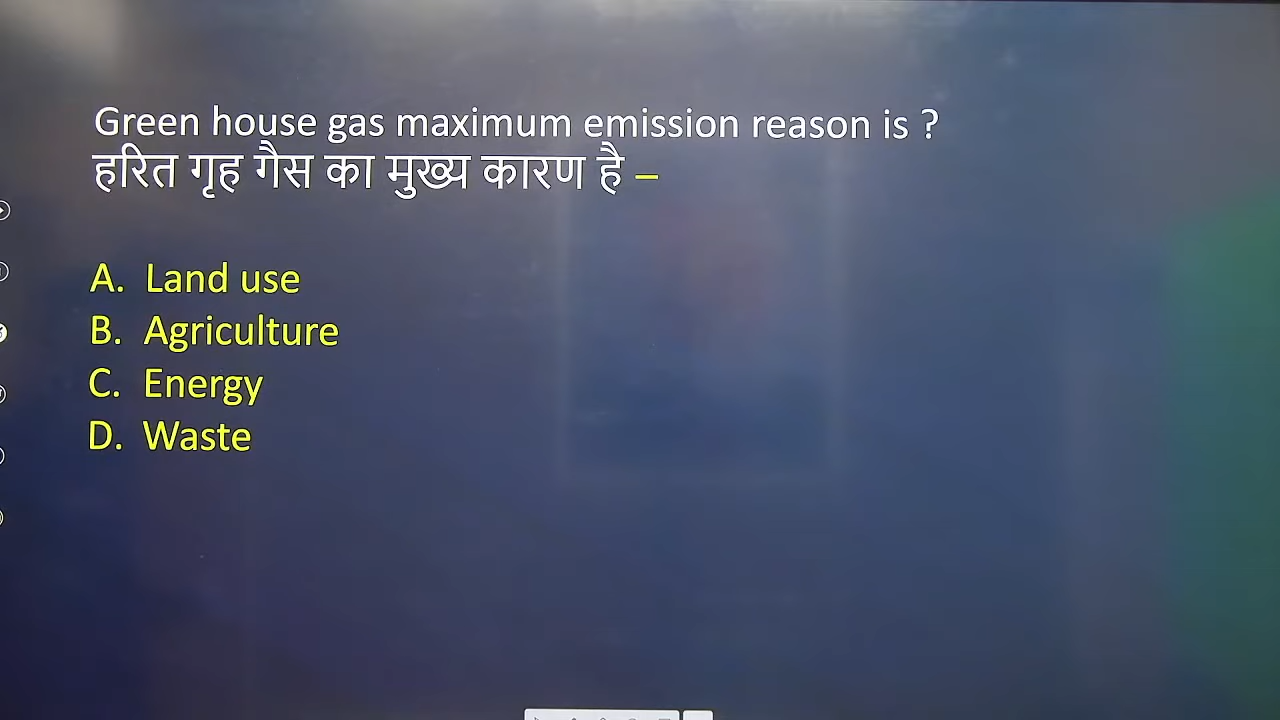 Green house gas maximum emission reason is ?
हरित गृह गैस का मुख्य कारण है –
A. Land use
B. Agriculture
C. Energy
D. Waste